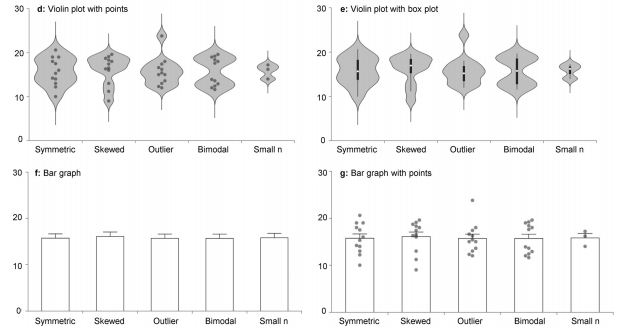 d: Violin plot with points
30
20
10
0
Symmetric Skewed Outlier Bimodal Small n
e: Violin plot with box plot
30
20
10
0
Symmetric Skewed Outlier Bimodal Small n
f: Bar graph
30
20
10
0
Symmetric Skewed Outlier Bimodal Small n
g: Bar graph with points
30
20
10
0
Symmetric Skewed Outlier Bimodal Small n